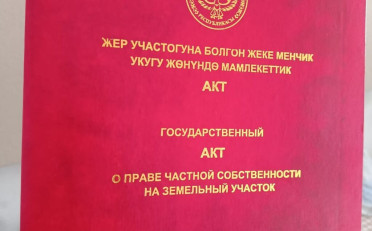 ЖЕР УЧАСТОГУНА БОЛГОН ЖЕКЕ МЕНЧИК
УКУГУ ЖӨНҮНДӨ МАМЛЕКЕТТИК
АКТ
ГОСУДАРСТВЕННЫЙ
АКТ
О ПРАВЕ ЧАСТНОЙ СОБСТВЕННОСТИ
НА ЗЕМЕЛЬНЫЙ УЧАСТОК